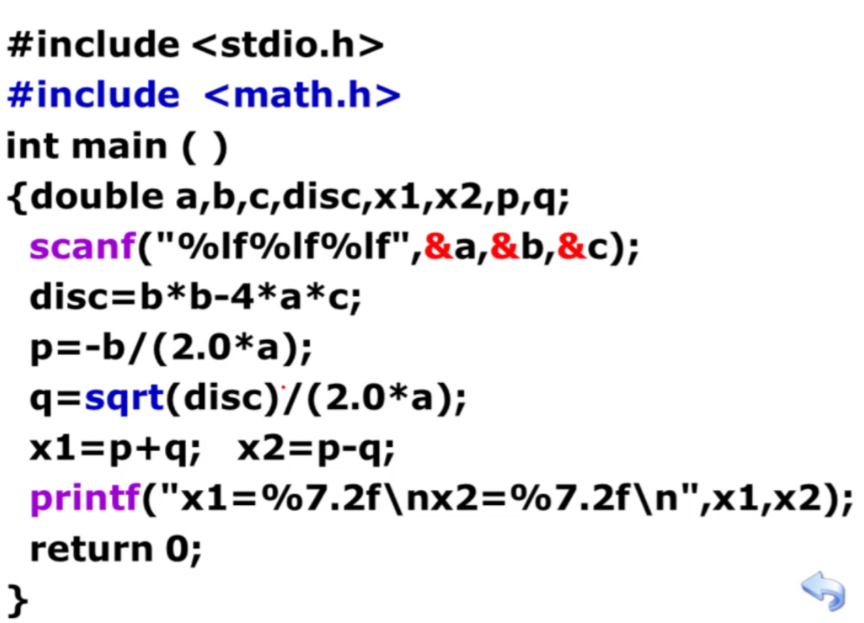 #include <stdio.h>
#include  <math.h>
int main ( )
{double a,b,c,disc,x1,x2,p,q;
scanf("%lf%lf%lf",&a,&b,&c);
disc=b*b-4*a*c;
p=-b/(2.0*a);
q=sqrt(disc)/(2.0*a);
x1=p+q;   x2=p-q;
printf("x1=%7.2f\nx2=%7.2f\n",x1,x2);
return 0;
}